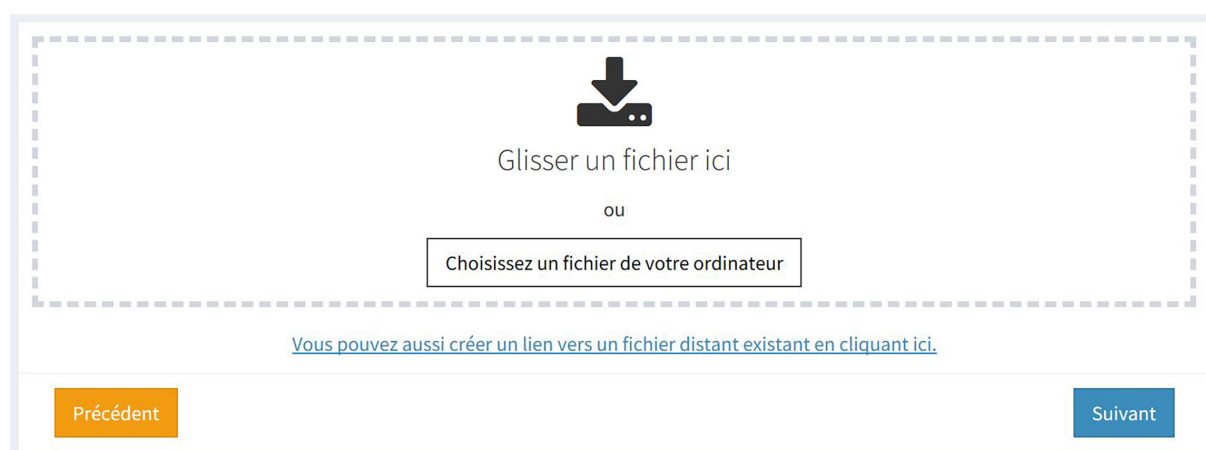 Glisser un fichier ici
ou
Choisissez un fichier de votre ordinateur
Vous pouvez aussi créer un lien vers un fichier distant existant en cliquant ici.
Précédent
Suivant